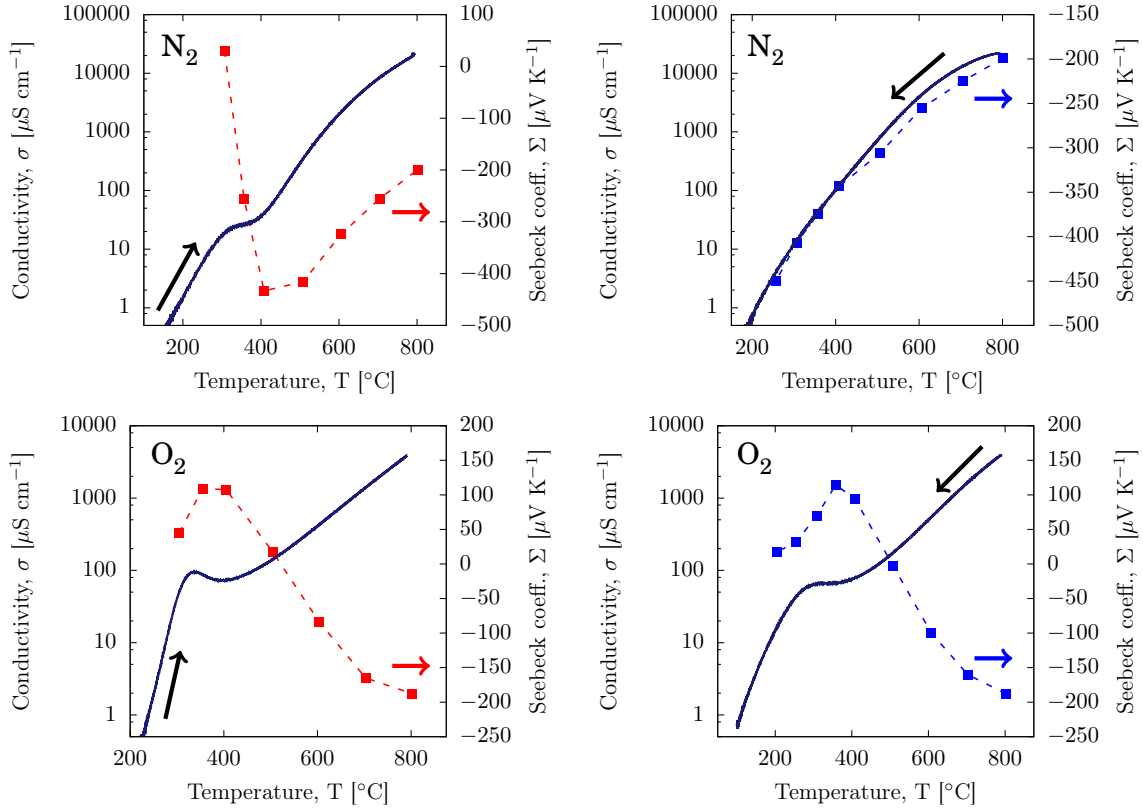 N₂
Conductivity, σ [μS cm⁻¹]
100000
10000
1000
100
10
1
200 400 600 800
Temperature, T [°C]
100
0
−100
−200
−300
−400
−500
Seebeck coeff., Σ [μV K⁻¹]
N₂
Conductivity, σ [μS cm⁻¹]
100000
10000
1000
100
10
1
200 400 600 800
Temperature, T [°C]
−150
−200
−250
−300
−350
−400
−450
−500
Seebeck coeff., Σ [μV K⁻¹]
O₂
Conductivity, σ [μS cm⁻¹]
10000
1000
100
10
1
200 400 600 800
Temperature, T [°C]
200
150
100
50
0
−50
−100
−150
−200
−250
Seebeck coeff., Σ [μV K⁻¹]
O₂
Conductivity, σ [μS cm⁻¹]
10000
1000
100
10
1
0 200 400 600 800
Temperature, T [°C]
200
150
100
50
0
−50
−100
−150
−200
−250
Seebeck coeff., Σ [μV K⁻¹]